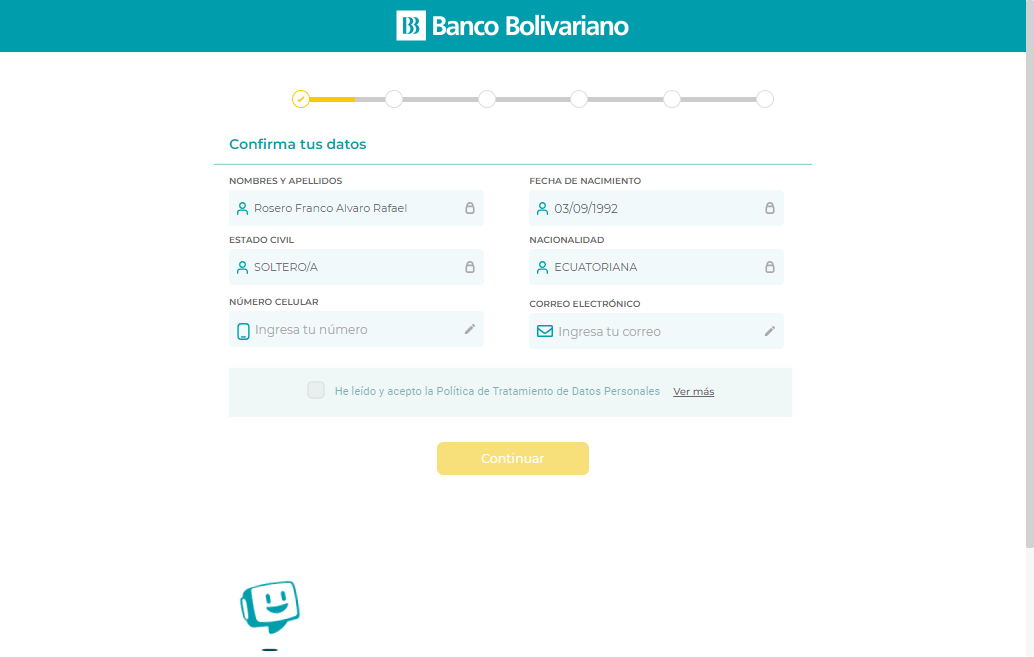 Banco Bolivariano
Confirma tus datos
NOMBRES Y APELLIDOS
Rosero Franco Alvaro Rafael
FECHA DE NACIMIENTO
03/09/1992
ESTADO CIVIL
SOLTERO/A
NACIONALIDAD
ECUATORIANA
NÚMERO CELULAR
Ingresa tu número
CORREO ELECTRÓNICO
Ingresa tu correo
He leído y acepto la Política de Tratamiento de Datos Personales Ver más
Continuar